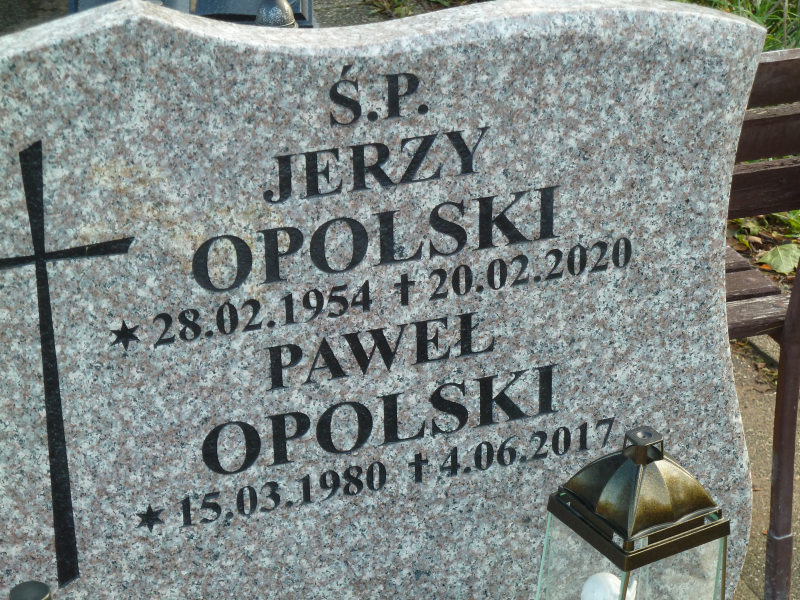 Ś.P.
JERZY
OPOLSKI
★ 28.02.1954 ✝ 20.02.2020
PAWEŁ
OPOLSKI
★ 15.03.1980 ✝ 4.06.2017